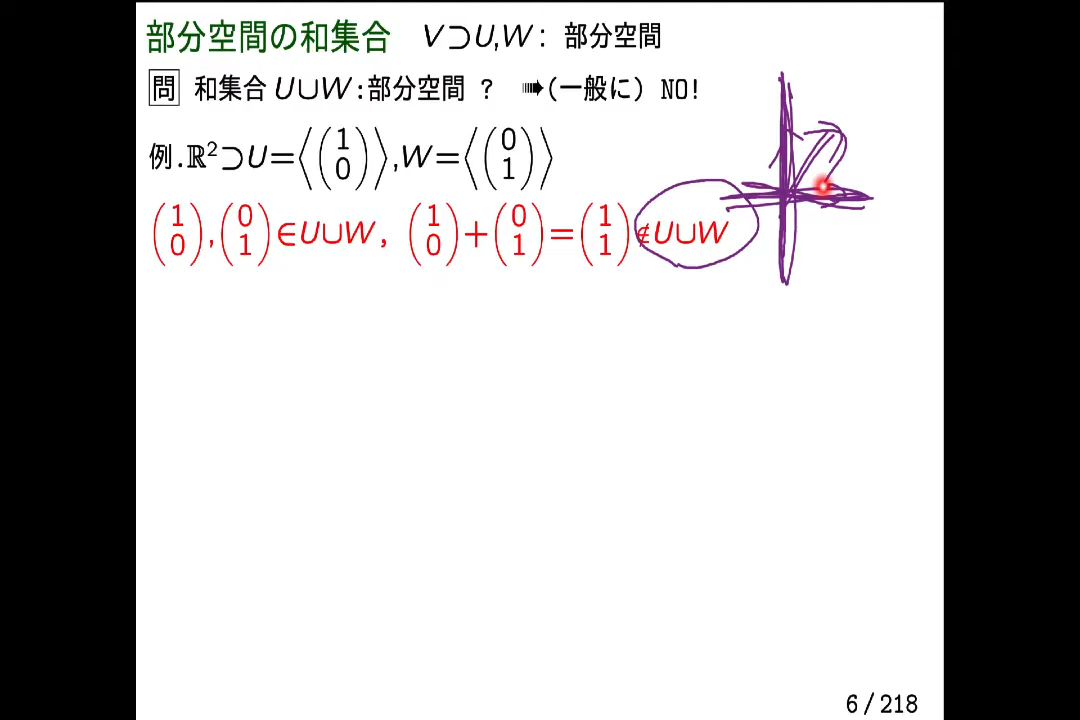 部分空間の和集合 V⊃U,W: 部分空間
問 和集合 U∪W:部分空間 ? ➠(一般に) NO!
例.ℝ²⊃U=⟨(1 0)⟩,W=⟨(0 1)⟩
(1 0),(0 1)∈U∪W, (1 0)+(0 1)=(1 1)∉U∪W
6/218